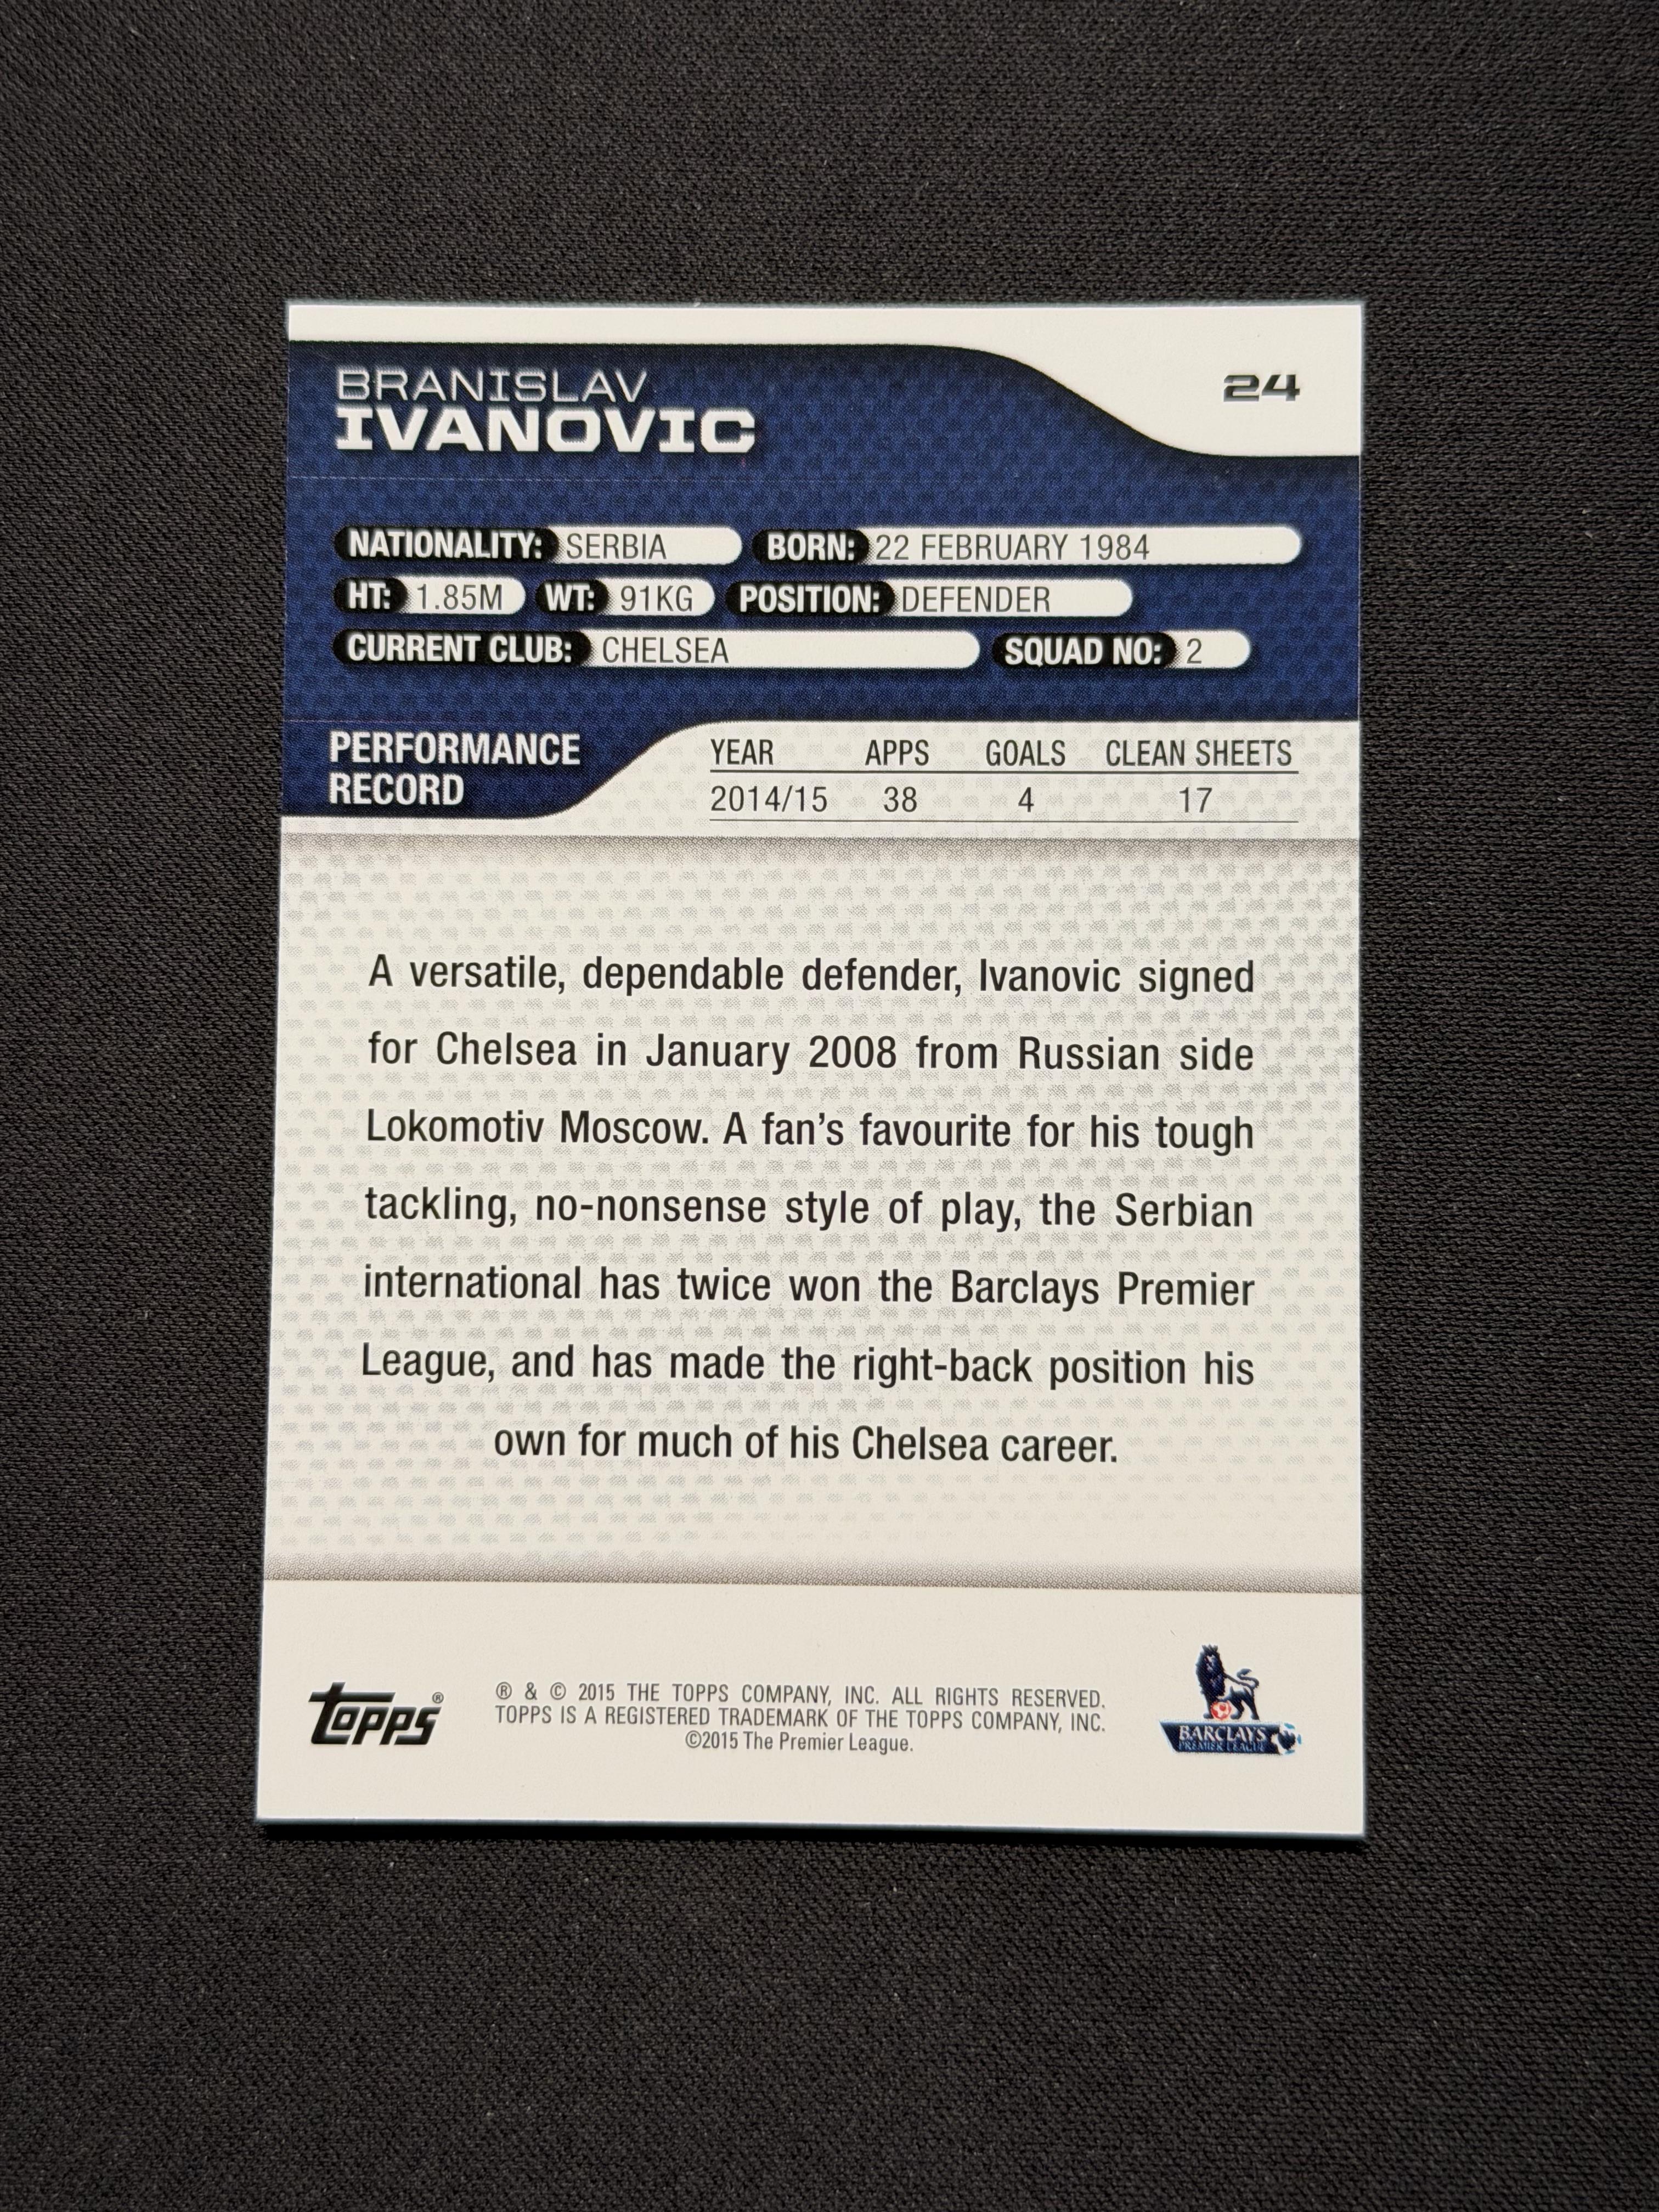 BRANISLAV
IVANOVIC
24
NATIONALITY: SERBIA BORN: 22 FEBRUARY 1984
HT: 1.85M WT: 91KG POSITION: DEFENDER
CURRENT CLUB: CHELSEA SQUAD NO: 2
PERFORMANCE
RECORD
YEAR APPS GOALS CLEAN SHEETS
2014/15 38 4 17
A versatile, dependable defender, Ivanovic signed
for Chelsea in January 2008 from Russian side
Lokomotiv Moscow. A fan's favourite for his tough
tackling, no-nonsense style of play, the Serbian
international has twice won the Barclays Premier
League, and has made the right-back position his
own for much of his Chelsea career.
topps®
® & © 2015 THE TOPPS COMPANY, INC. ALL RIGHTS RESERVED.
TOPPS IS A REGISTERED TRADEMARK OF THE TOPPS COMPANY, INC.
©2015 The Premier League.
BARCLAYS
PREMIER LEAGUE